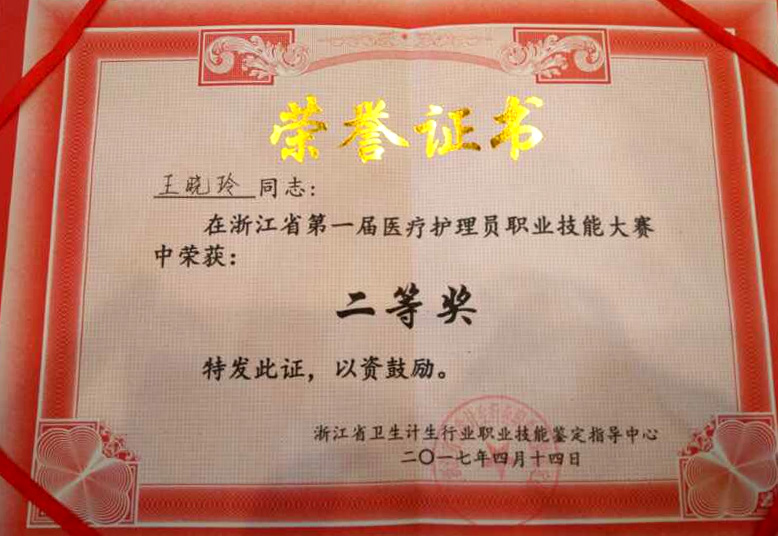 荣誉证书
王晓玲 同志：
在浙江省第一届医疗护理员职业技能大赛
中荣获：
二等奖
特发此证，以资鼓励。
浙江省卫生计生行业职业技能鉴定指导中心
二〇一七年四月十四日